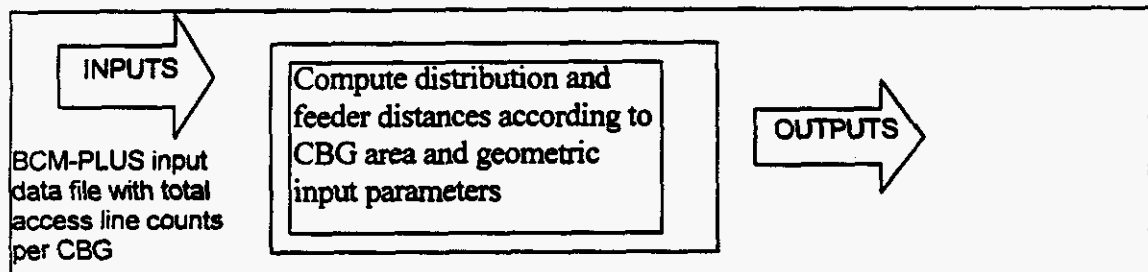 INPUTS
BCM-PLUS input
data file with total
access line counts
per CBG
Compute distribution and
feeder distances according to
CBG area and geometric
input parameters
OUTPUTS